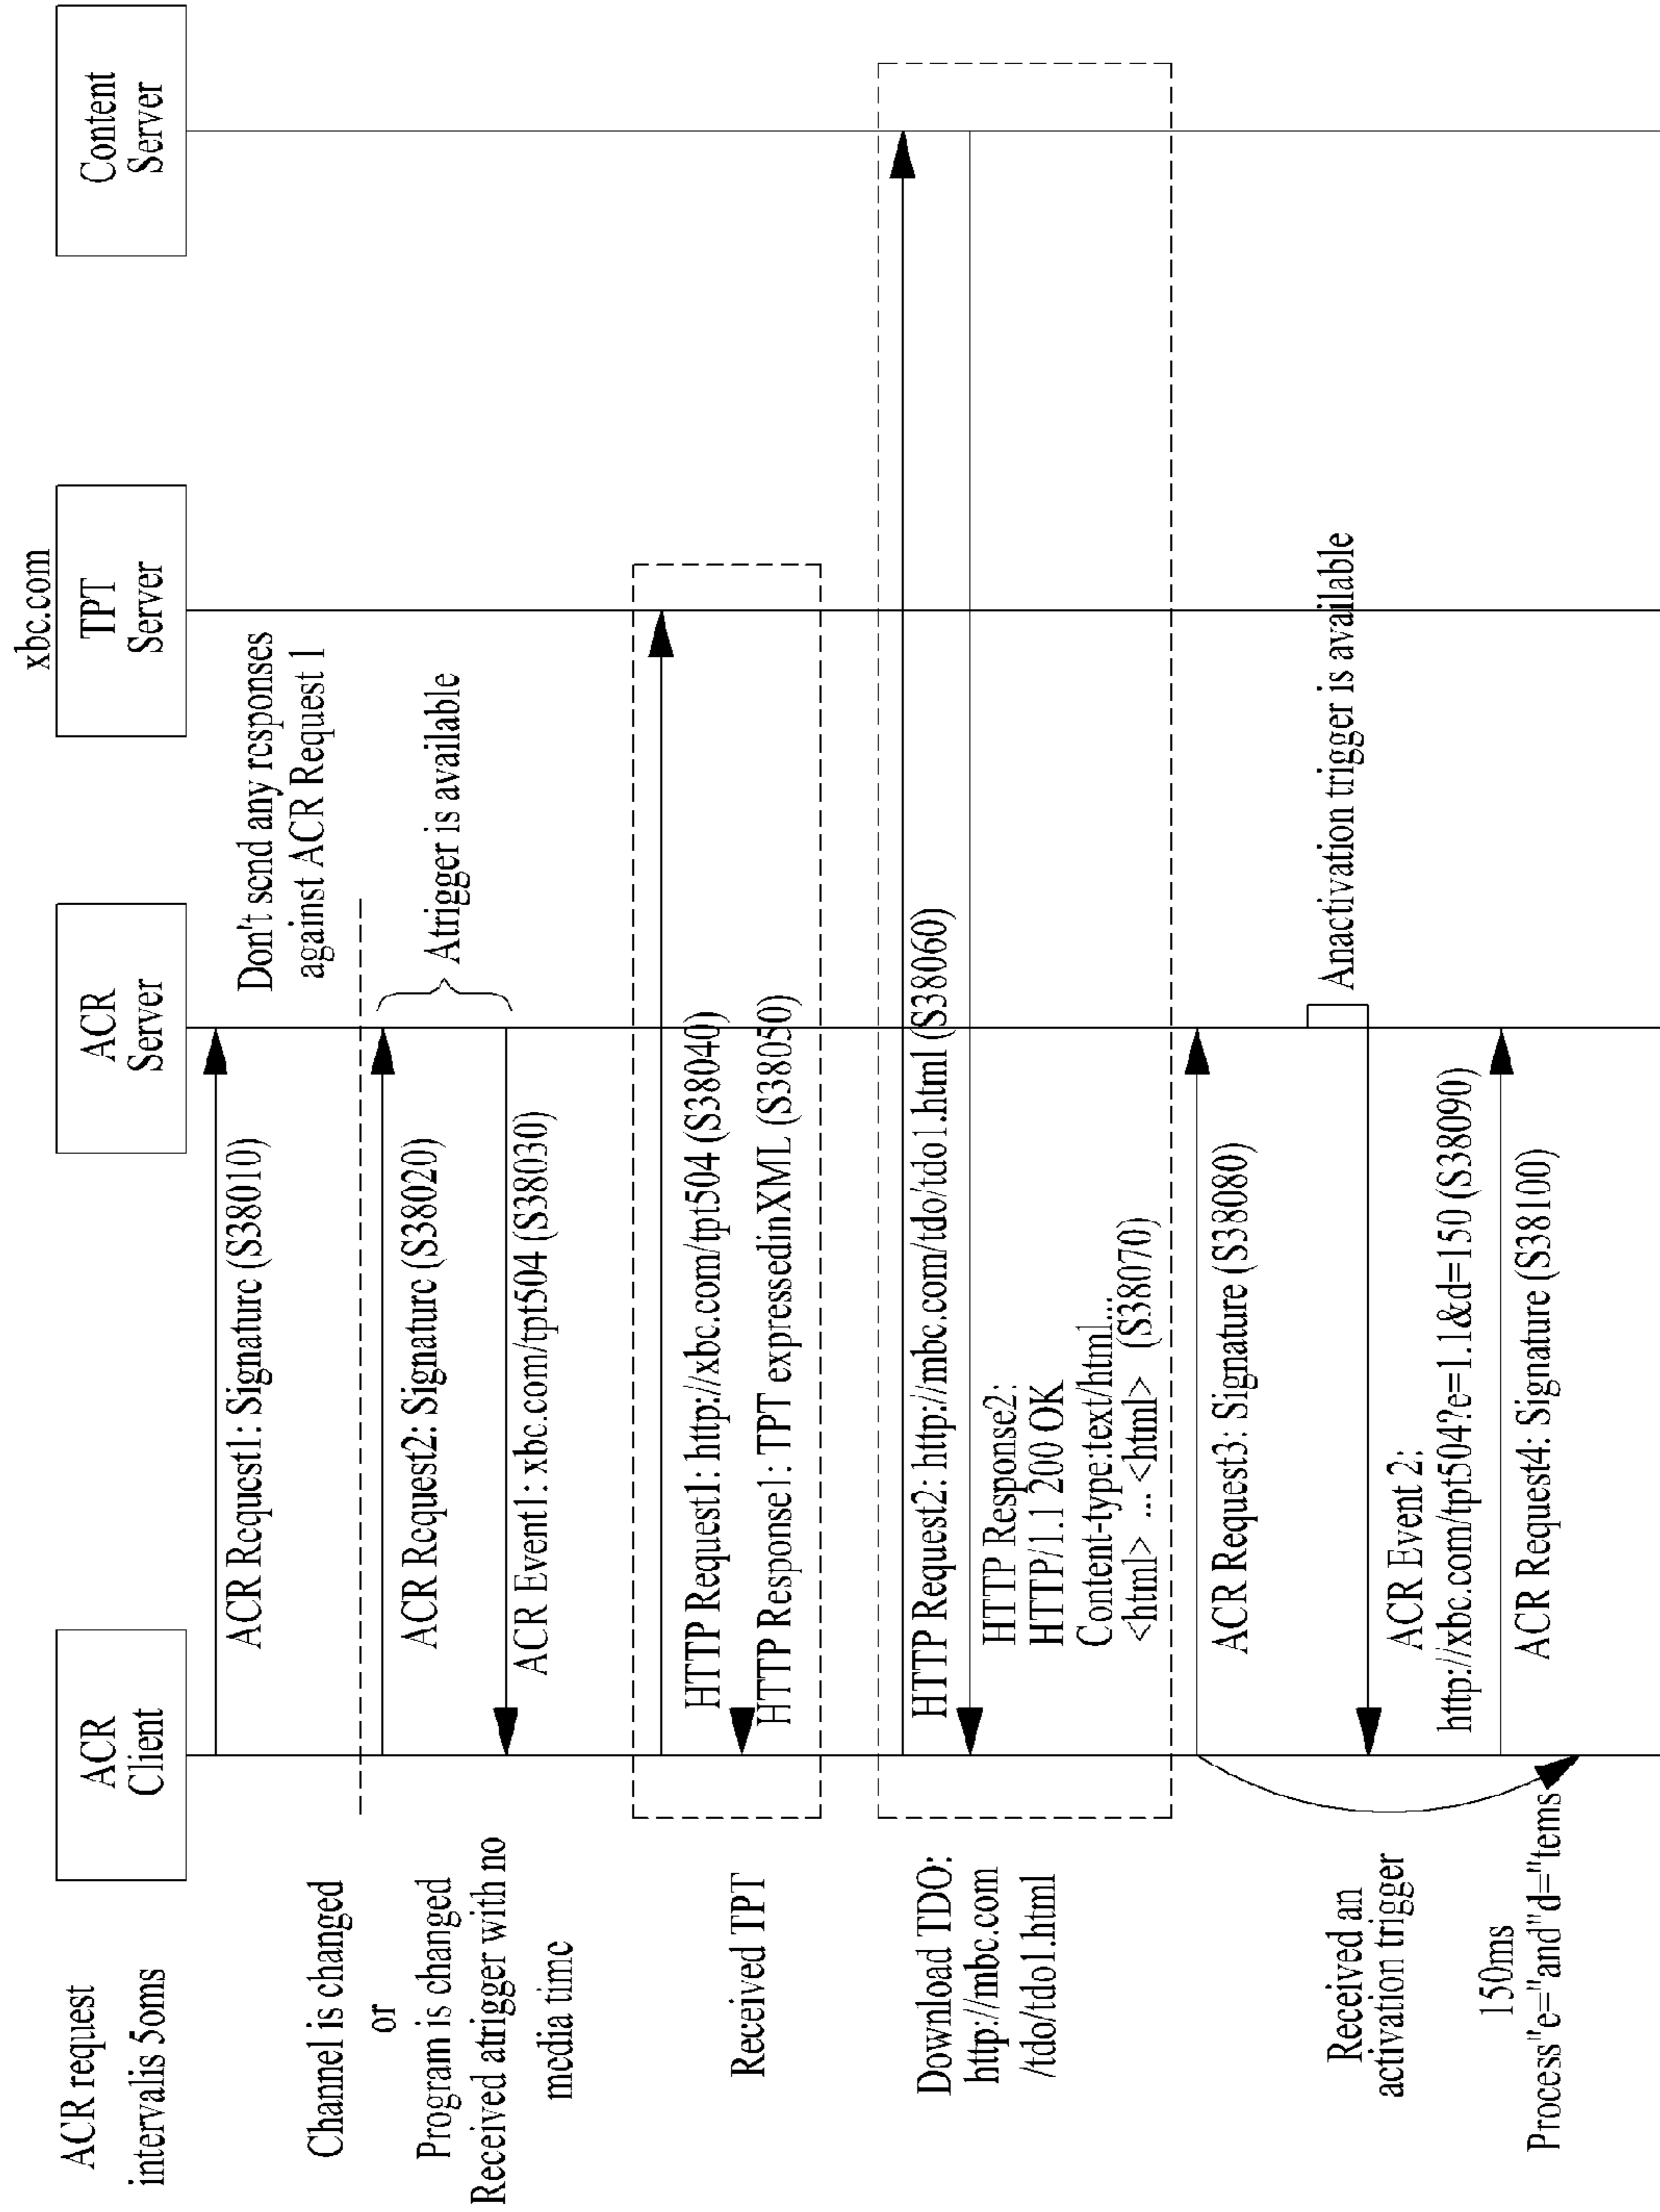 xbc.com
ACR
Client
ACR
Server
TPT
Server
Content
Server
ACR request
intervalis 5oms
ACR Request1: Signature (S38010)
Don't send any responses
against ACR Request 1
Channel is changed
or
Program is changed
Received atrigger with no
media time
ACR Request2: Signature (S38020)
Atrigger is available
ACR Event1: xbc.com/tpt504 (S38030)
Received TPT
HTTP Request1: http://xbc.com/tpt504 (S38040)
HTTP Response1: TPT expressedinXML (S38050)
Download TDO:
http://mbc.com
/tdo/tdo1.html
HTTP Request2: http://mbc.com/tdo/tdo1.html (S38060)
HTTP Response2:
HTTP/1.1 200 OK
Content-type:text/html...
<html> ... <html> (S38070)
ACR Request3: Signature (S38080)
Anactivation trigger is available
Received an
activation trigger
ACR Event 2:
http://xbc.com/tpt504?e=1.1&d=150 (S38090)
150ms
Process"e="and"d="tems
ACR Request4: Signature (S38100)